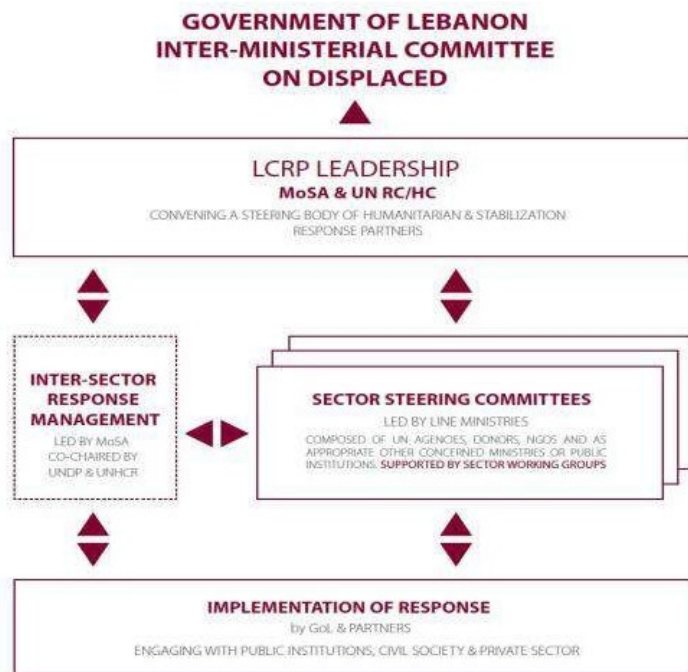 GOVERNMENT OF LEBANON
INTER-MINISTERIAL COMMITTEE
ON DISPLACED
LCRP LEADERSHIP
MoSA & UN RC/HC
CONVENING A STEERING BODY OF HUMANITARIAN & STABILIZATION
RESPONSE PARTNERS
INTER-SECTOR
RESPONSE
MANAGEMENT
LED BY MoSA
CO-CHAIRED BY
UNDP & UNHCR
SECTOR STEERING COMMITTEES
LED BY LINE MINISTRIES
COMPOSED OF UN AGENCIES, DONORS, NGOS AND AS
APPROPRIATE OTHER CONCERNED MINISTRIES OR PUBLIC
INSTITUTIONS. SUPPORTED BY SECTOR WORKING GROUPS
IMPLEMENTATION OF RESPONSE
by GoL & PARTNERS
ENGAGING WITH PUBLIC INSTITUTIONS, CIVIL SOCIETY & PRIVATE SECTOR